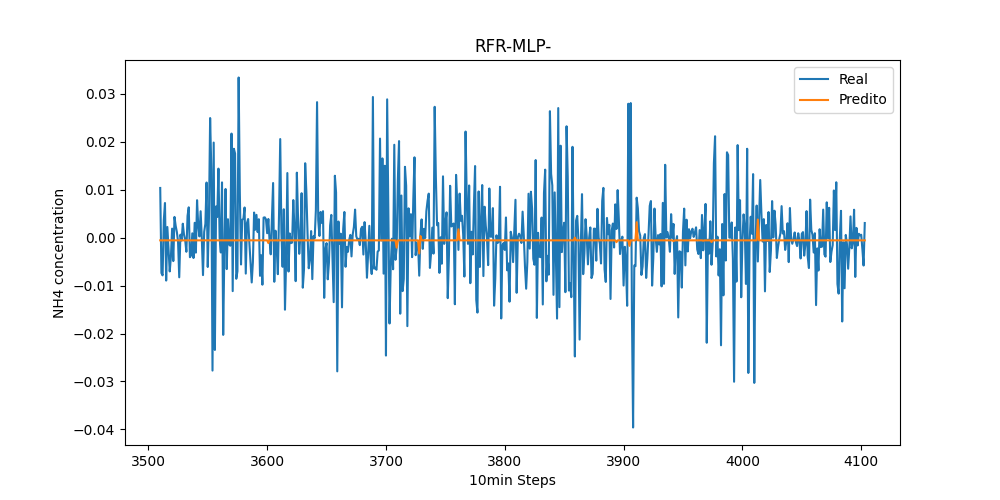 RFR-MLP-
Real
Predito
NH4 concentration
0.03
0.02
0.01
0.00
−0.01
−0.02
−0.03
−0.04
3500 3600 3700 3800 3900 4000 4100
10min Steps